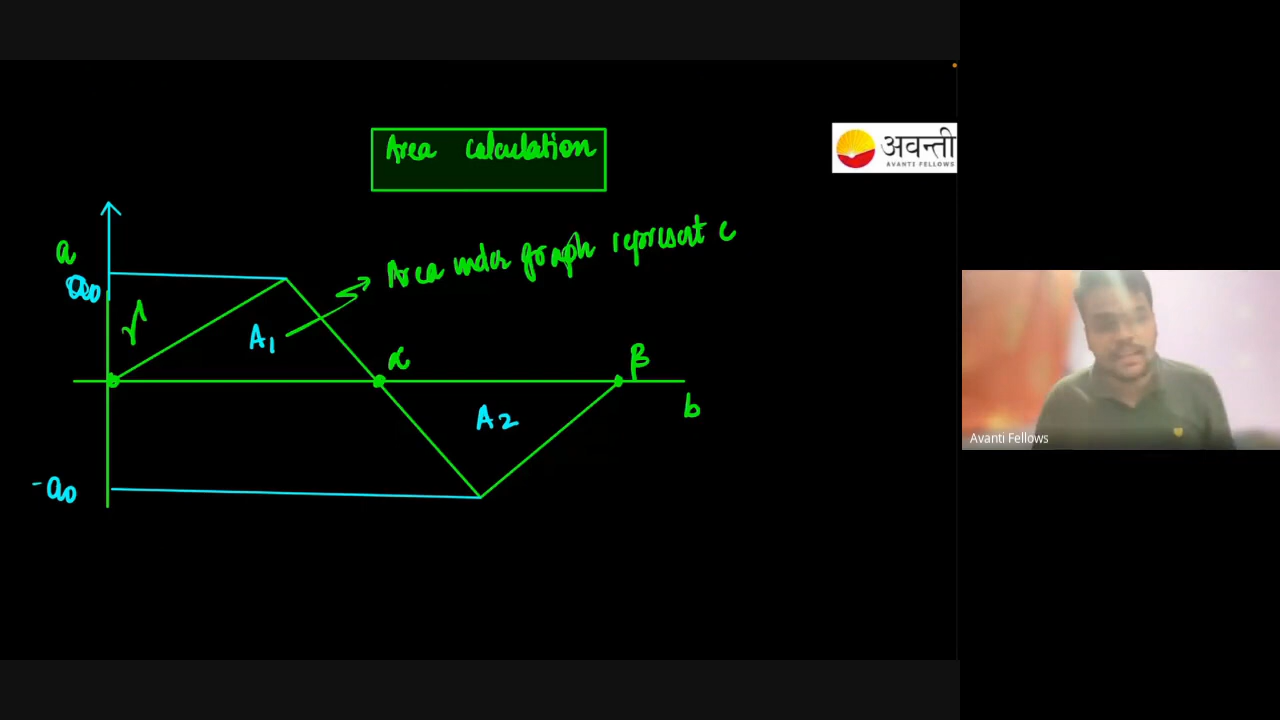 Area calculation
अवन्ती
AVANTI FELLOWS
a
Area under graph represent c
a0
A1
α
β
A2
b
-a0
Avanti Fellows